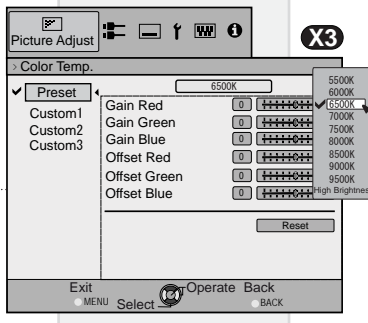 Picture Adjust
X3
Color Temp.
Preset
Custom1
Custom2
Custom3
6500K
Gain Red 0
Gain Green 0
Gain Blue 0
Offset Red 0
Offset Green 0
Offset Blue 0
Reset
5500K
6000K
6500K
7000K
7500K
8000K
8500K
9000K
9500K
High Brightnes
Exit
MENU
Select
Operate
Back
BACK